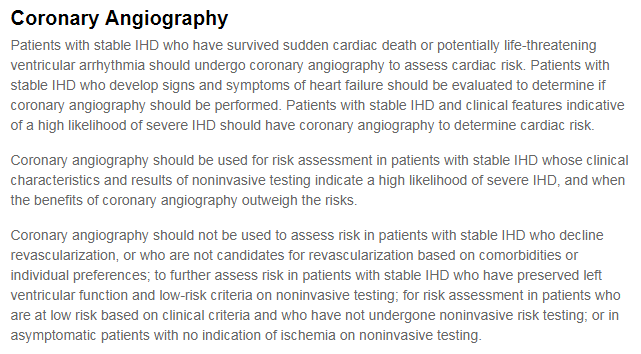 Coronary Angiography
Patients with stable IHD who have survived sudden cardiac death or potentially life-threatening
ventricular arrhythmia should undergo coronary angiography to assess cardiac risk. Patients with
stable IHD who develop signs and symptoms of heart failure should be evaluated to determine if
coronary angiography should be performed. Patients with stable IHD and clinical features indicative
of a high likelihood of severe IHD should have coronary angiography to determine cardiac risk.
Coronary angiography should be used for risk assessment in patients with stable IHD whose clinical
characteristics and results of noninvasive testing indicate a high likelihood of severe IHD, and when
the benefits of coronary angiography outweigh the risks.
Coronary angiography should not be used to assess risk in patients with stable IHD who decline
revascularization, or who are not candidates for revascularization based on comorbidities or
individual preferences; to further assess risk in patients with stable IHD who have preserved left
ventricular function and low-risk criteria on noninvasive testing; for risk assessment in patients who
are at low risk based on clinical criteria and who have not undergone noninvasive risk testing; or in
asymptomatic patients with no indication of ischemia on noninvasive testing.